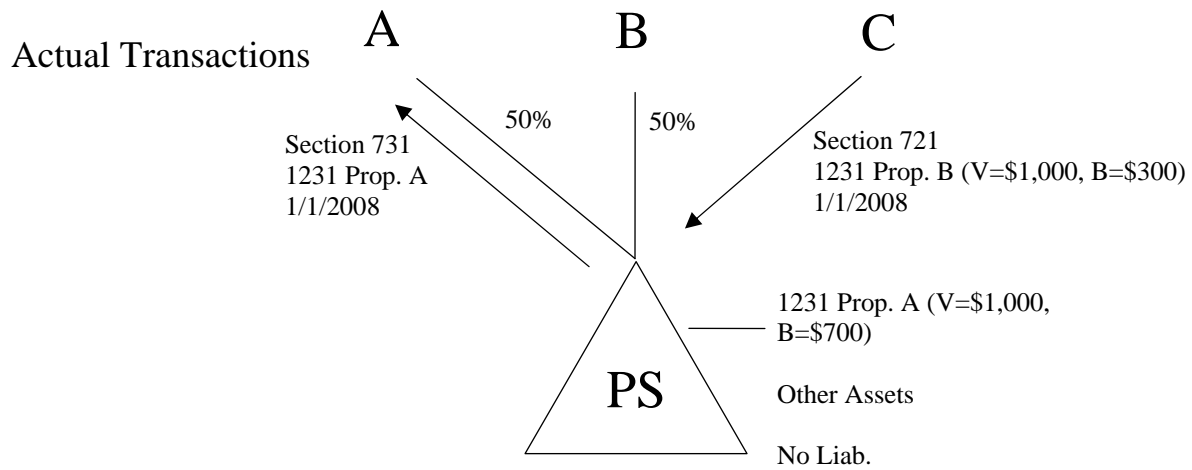 A B C
Actual Transactions
50% 50%
Section 731
1231 Prop. A
1/1/2008
Section 721
1231 Prop. B (V=$1,000, B=$300)
1/1/2008
1231 Prop. A (V=$1,000,
B=$700)
PS
Other Assets
No Liab.